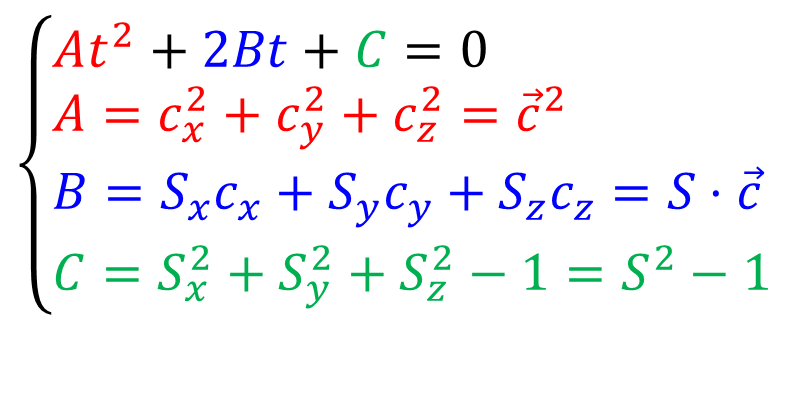 At² + 2Bt + C = 0
A = c_x² + c_y² + c_z² = c⃗²
B = S_x c_x + S_y c_y + S_z c_z = S · c⃗
C = S_x² + S_y² + S_z² − 1 = S² − 1